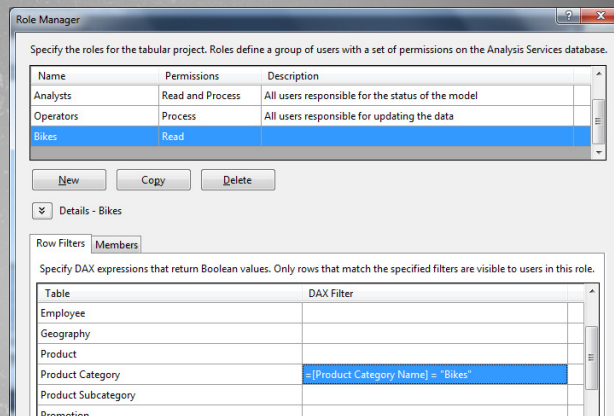 Role Manager
Specify the roles for the tabular project. Roles define a group of users with a set of permissions on the Analysis Services database.
Name Permissions Description
Analysts Read and Process All users responsible for the status of the model
Operators Process All users responsible for updating the data
Bikes Read
New Copy Delete
Details - Bikes
Row Filters Members
Specify DAX expressions that return Boolean values. Only rows that match the specified filters are visible to users in this role.
Table DAX Filter
Employee
Geography
Product
Product Category =[Product Category Name] = "Bikes"
Product Subcategory
Promotion